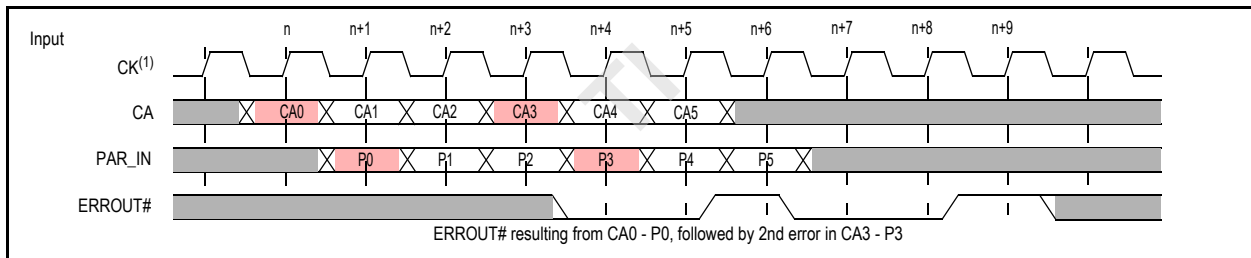 Input
n n+1 n+2 n+3 n+4 n+5 n+6 n+7 n+8 n+9
CK(1)
CA CA0 CA1 CA2 CA3 CA4 CA5
PAR_IN P0 P1 P2 P3 P4 P5
ERROUT#
ERROUT# resulting from CA0 - P0, followed by 2nd error in CA3 - P3
TI